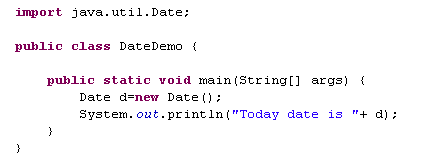 import java.util.Date;
public class DateDemo {
public static void main(String[] args) {
Date d=new Date();
System.out.println("Today date is "+ d);
}
}